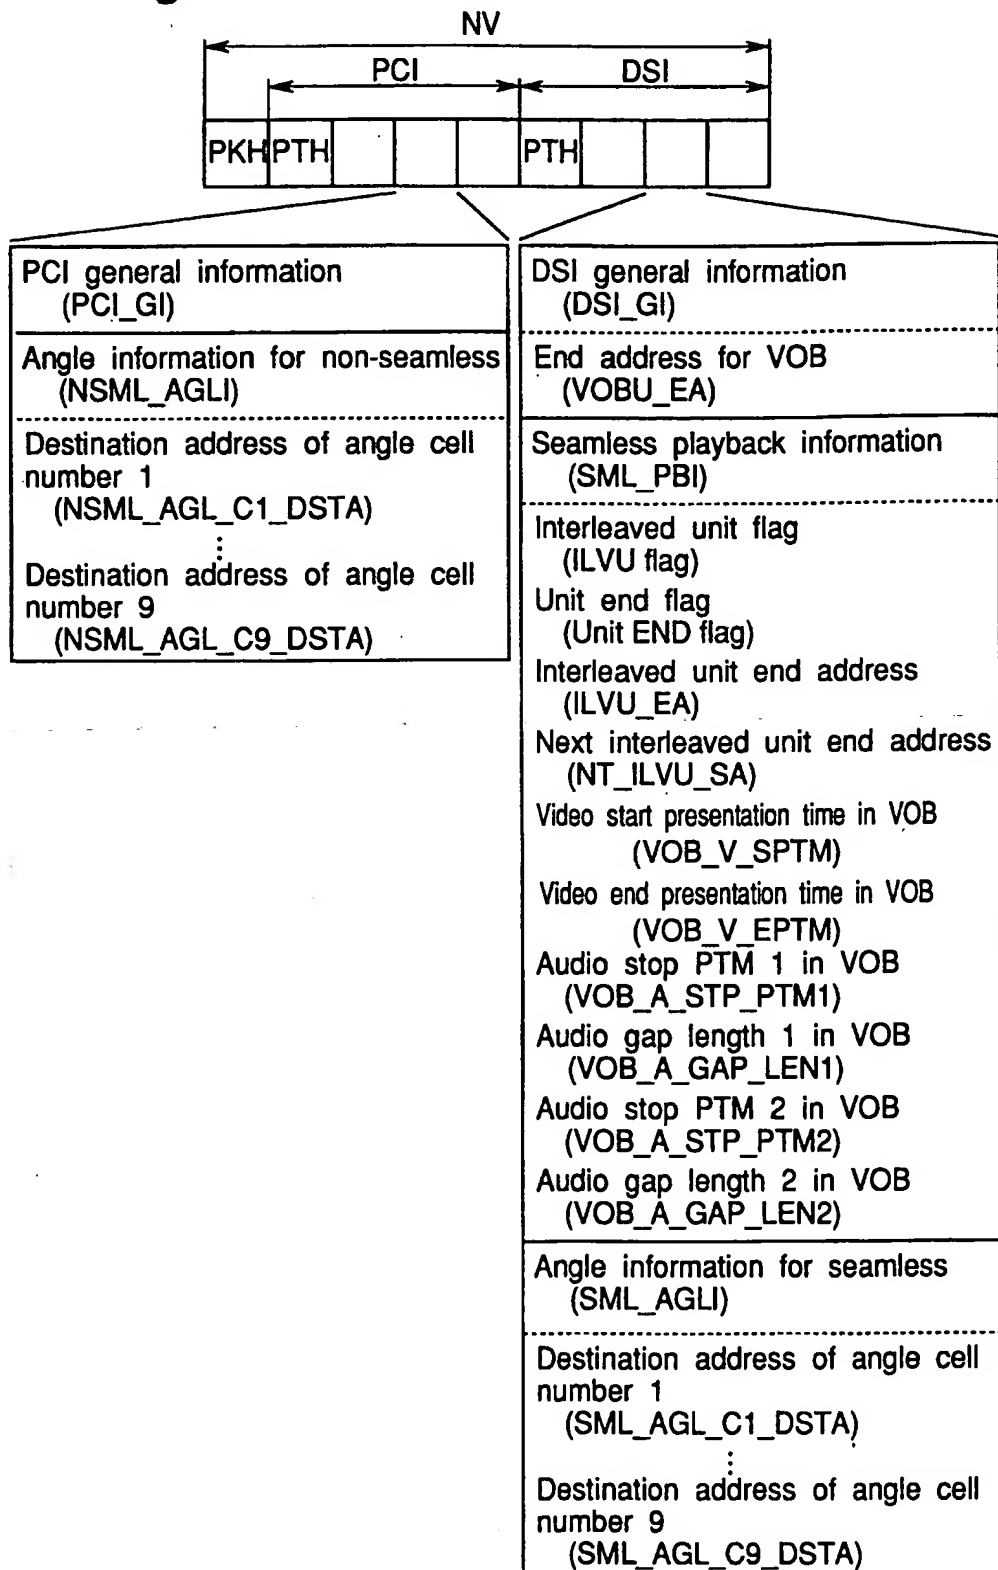 NV
PCI
DSI
PKH PTH
PTH
PCI general information
(PCI_GI)
Angle information for non-seamless
(NSML_AGLI)
Destination address of angle cell
number 1
(NSML_AGL_C1_DSTA)
Destination address of angle cell
number 9
(NSML_AGL_C9_DSTA)
DSI general information
(DSI_GI)
End address for VOB
(VOBU_EA)
Seamless playback information
(SML_PBI)
Interleaved unit flag
(ILVU flag)
Unit end flag
(Unit END flag)
Interleaved unit end address
(ILVU_EA)
Next interleaved unit end address
(NT_ILVU_SA)
Video start presentation time in VOB
(VOB_V_SPTM)
Video end presentation time in VOB
(VOB_V_EPTM)
Audio stop PTM 1 in VOB
(VOB_A_STP_PTM1)
Audio gap length 1 in VOB
(VOB_A_GAP_LEN1)
Audio stop PTM 2 in VOB
(VOB_A_STP_PTM2)
Audio gap length 2 in VOB
(VOB_A_GAP_LEN2)
Angle information for seamless
(SML_AGLI)
Destination address of angle cell
number 1
(SML_AGL_C1_DSTA)
Destination address of angle cell
number 9
(SML_AGL_C9_DSTA)